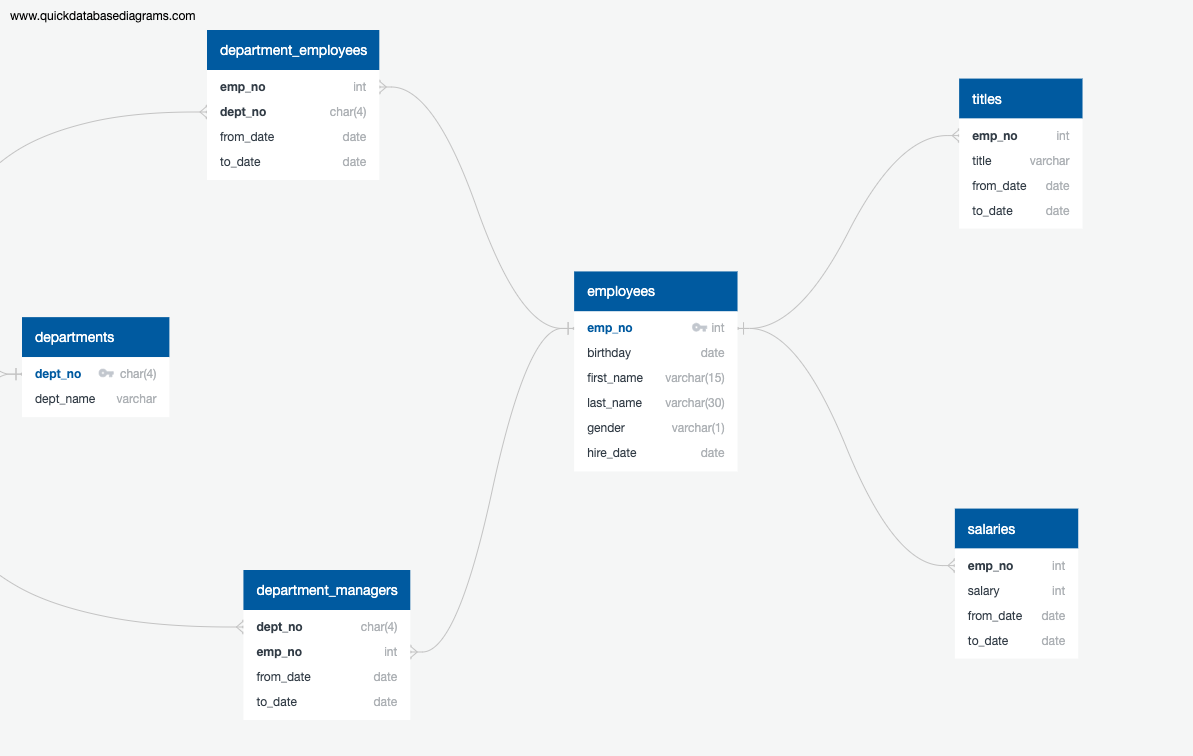 www.quickdatabasediagrams.com
department_employees
emp_no int
dept_no char(4)
from_date date
to_date date
titles
emp_no int
title varchar
from_date date
to_date date
employees
emp_no int
birthday date
first_name varchar(15)
last_name varchar(30)
gender varchar(1)
hire_date date
departments
dept_no char(4)
dept_name varchar
salaries
emp_no int
salary int
from_date date
to_date date
department_managers
dept_no char(4)
emp_no int
from_date date
to_date date